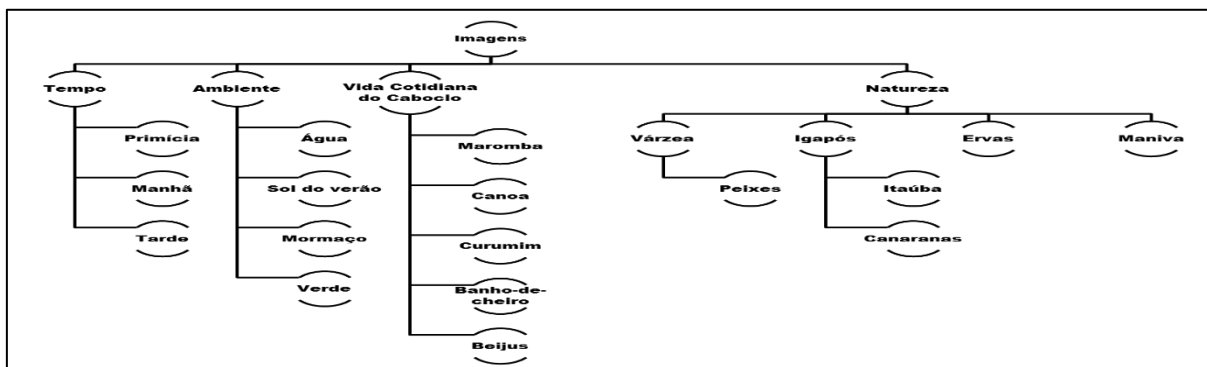 Imagens
Tempo
Ambiente
Vida Cotidiana
do Caboclo
Natureza
Primícia
Água
Maromba
Várzea
Igapós
Ervas
Maniva
Manhã
Sol do verão
Canoa
Peixes
Itaúba
Tarde
Mormaço
Curumim
Canaranas
Verde
Banho-de-
cheiro
Beijus